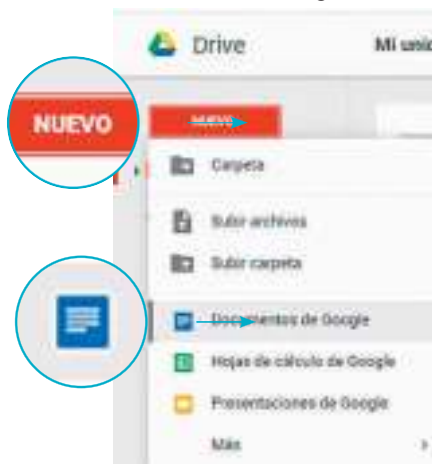 Drive
Mi unid
NUEVO
NUEVO
Carpeta
Subir archivos
Subir carpeta
Documentos de Google
Hojas de cálculo de Google
Presentaciones de Google
Más